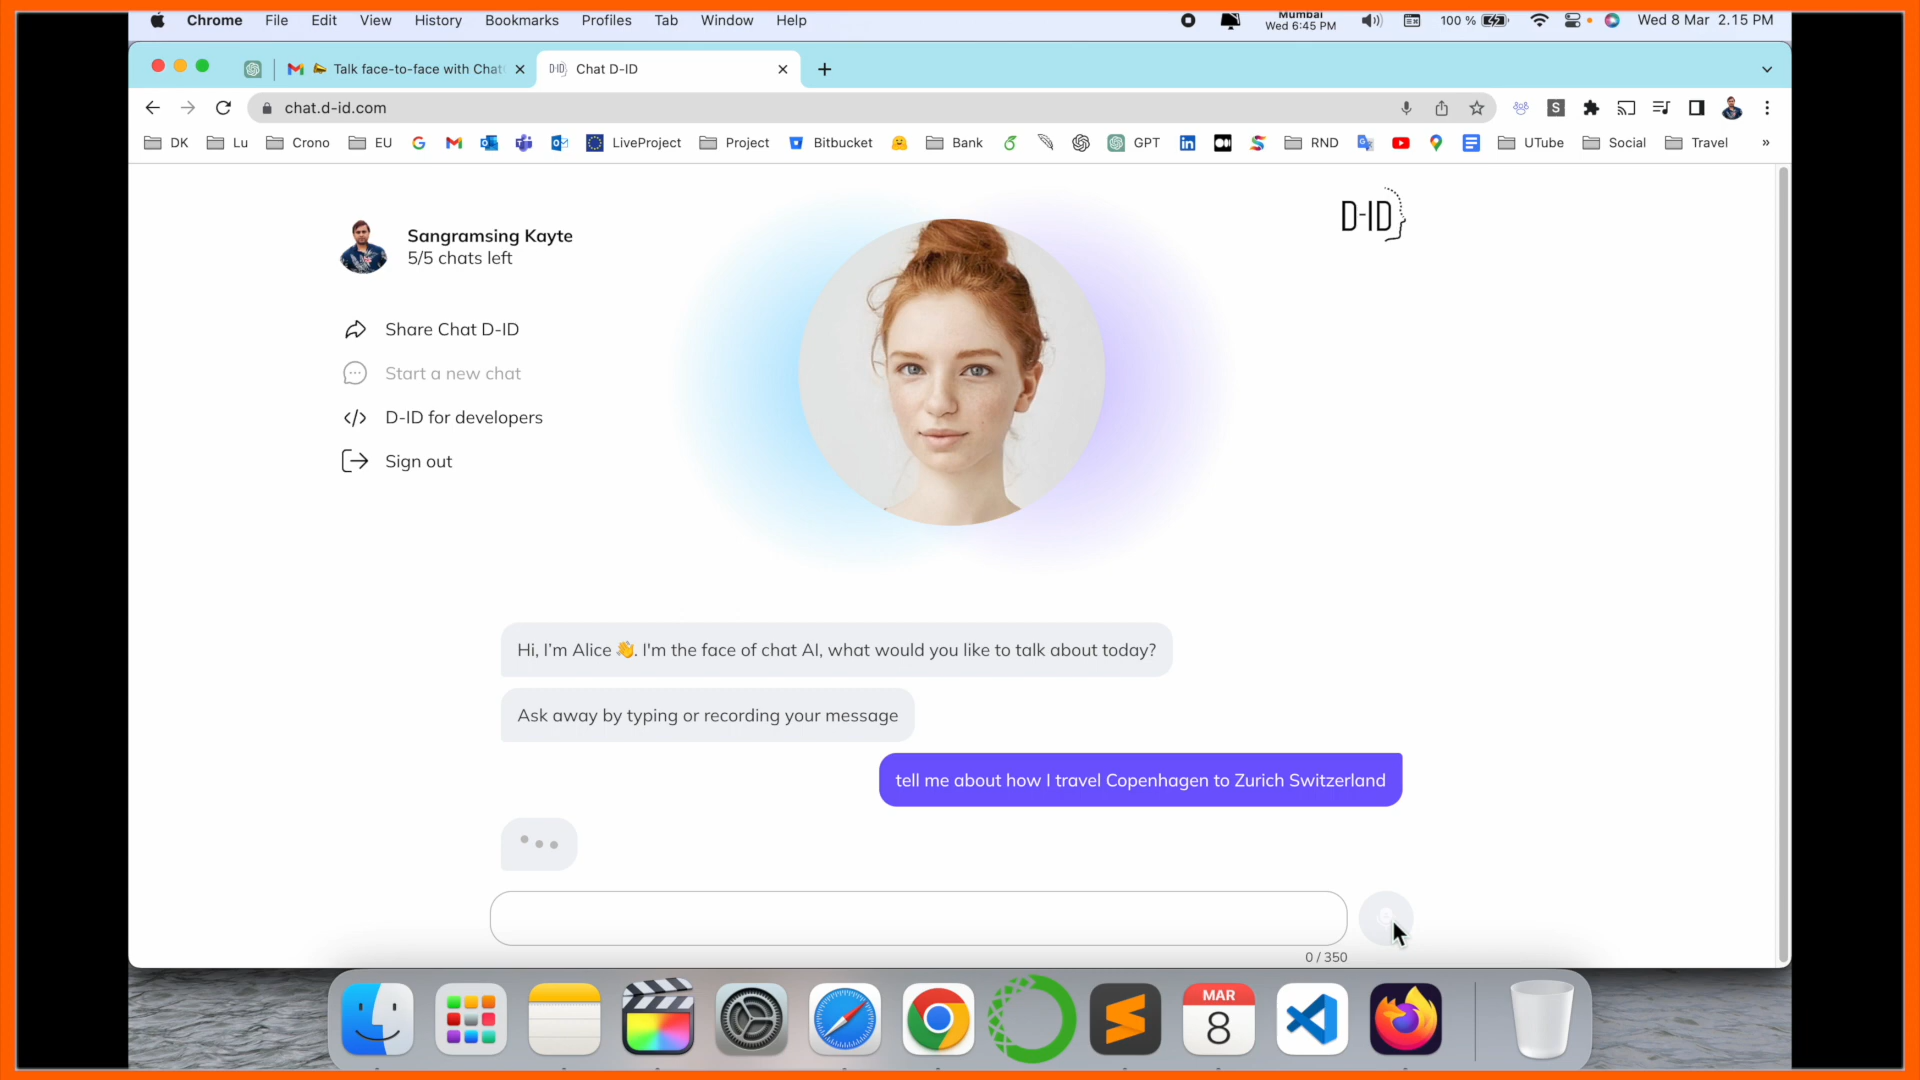 Chrome File Edit View History Bookmarks Profiles Tab Window Help
Mumbai
Wed 6:45 PM
100 %
Wed 8 Mar 2.15 PM
Talk face-to-face with Chat
D-ID Chat D-ID
chat.d-id.com
S
DK Lu Crono EU LiveProject Project Bitbucket Bank GPT RND UTube Social Travel »
Sangramsing Kayte
5/5 chats left
D-ID
Share Chat D-ID
Start a new chat
D-ID for developers
Sign out
Hi, I'm Alice 👋. I'm the face of chat AI, what would you like to talk about today?
Ask away by typing or recording your message
tell me about how I travel Copenhagen to Zurich Switzerland
0 / 350
MAR
8